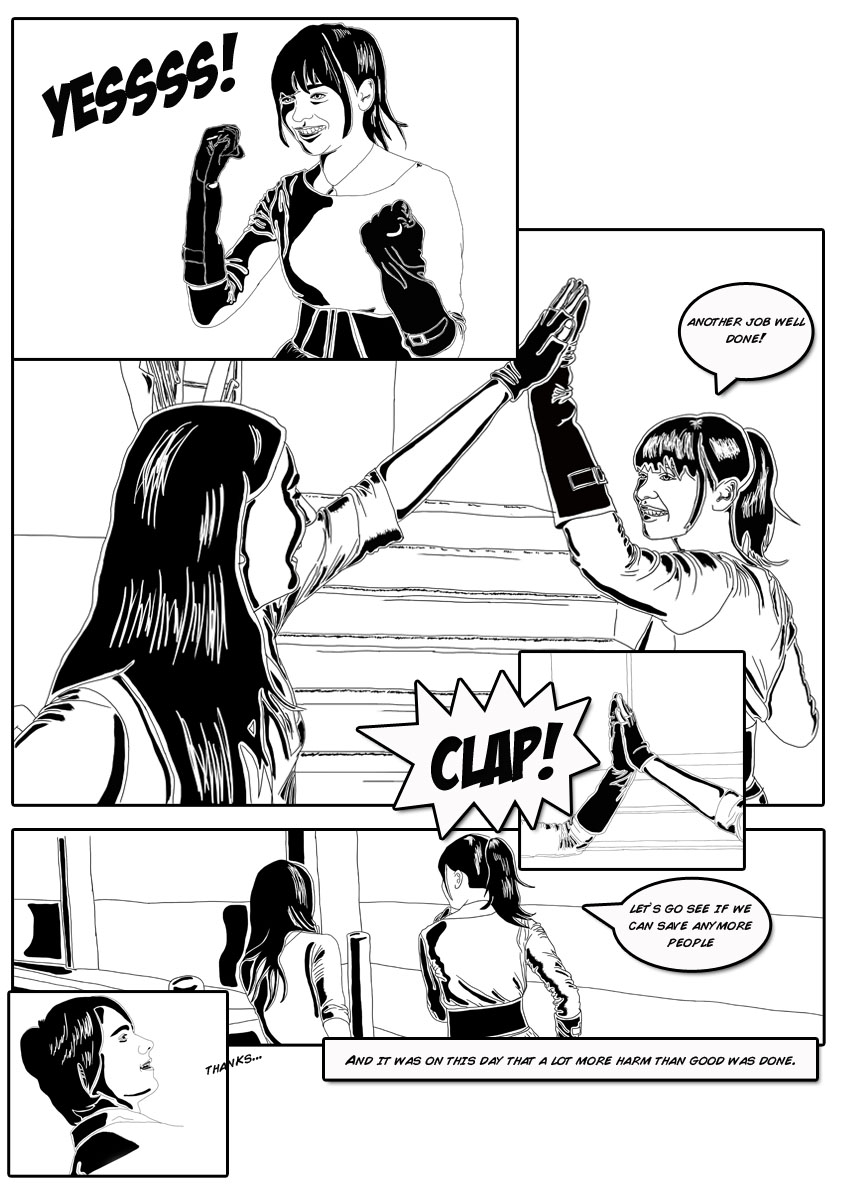 YESSSS!
ANOTHER JOB WELL
DONE!
CLAP!
LET'S GO SEE IF WE
CAN SAVE ANYMORE
PEOPLE
THANKS...
AND IT WAS ON THIS DAY THAT A LOT MORE HARM THAN GOOD WAS DONE.